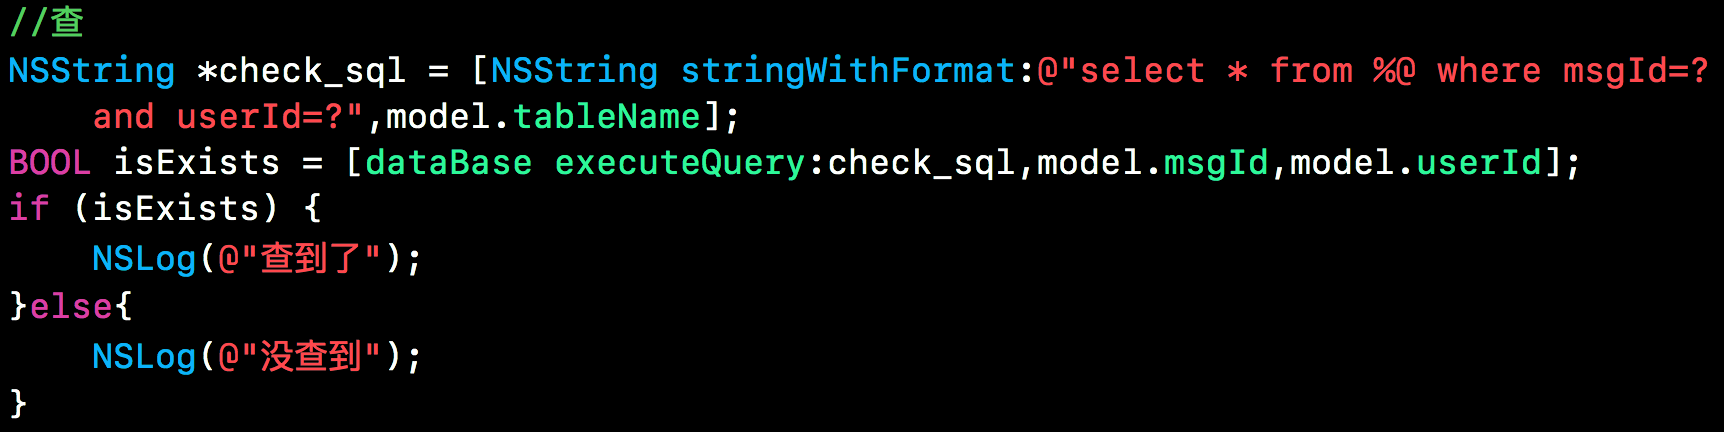 //查
NSString *check_sql = [NSString stringWithFormat:@"select * from %@ where msgId=?
    and userId=?",model.tableName];
BOOL isExists = [dataBase executeQuery:check_sql,model.msgId,model.userId];
if (isExists) {
    NSLog(@"查到了");
}else{
    NSLog(@"没查到");
}